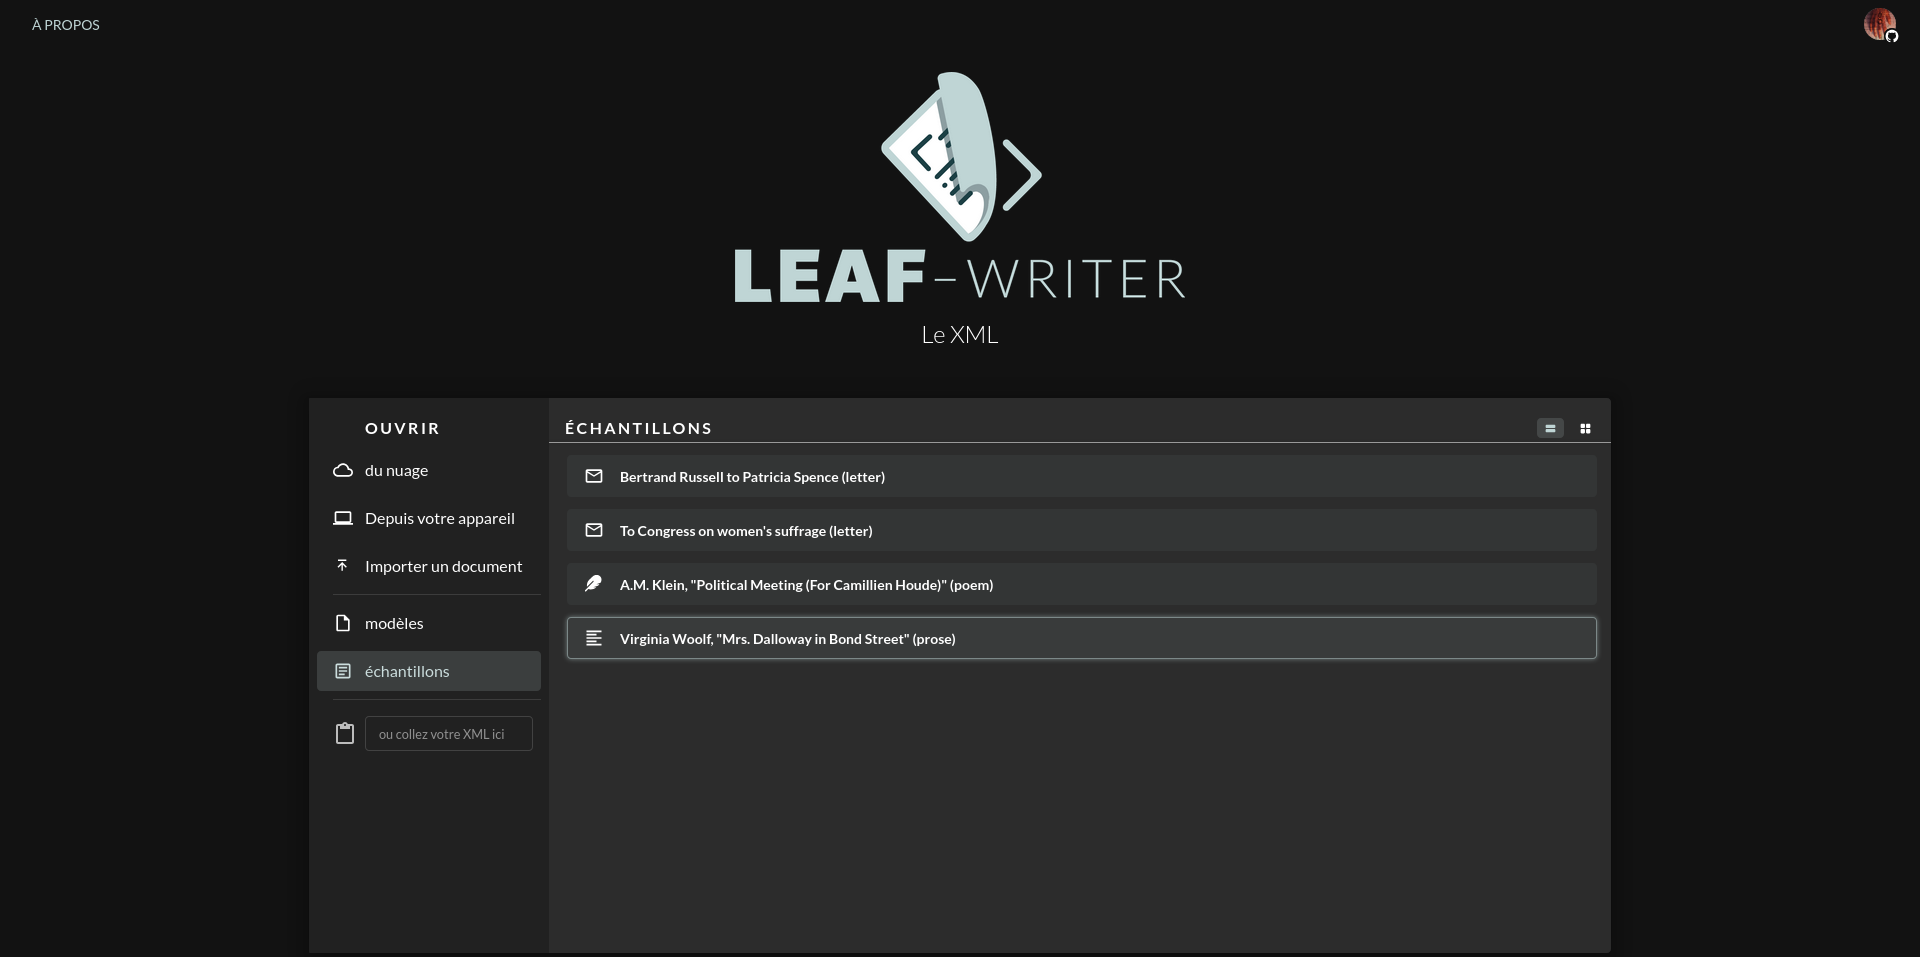 À PROPOS
LEAF-WRITER
Le XML
OUVRIR
du nuage
Depuis votre appareil
Importer un document
modèles
échantillons
ou collez votre XML ici
ÉCHANTILLONS
Bertrand Russell to Patricia Spence (letter)
To Congress on women's suffrage (letter)
A.M. Klein, "Political Meeting (For Camillien Houde)" (poem)
Virginia Woolf, "Mrs. Dalloway in Bond Street" (prose)